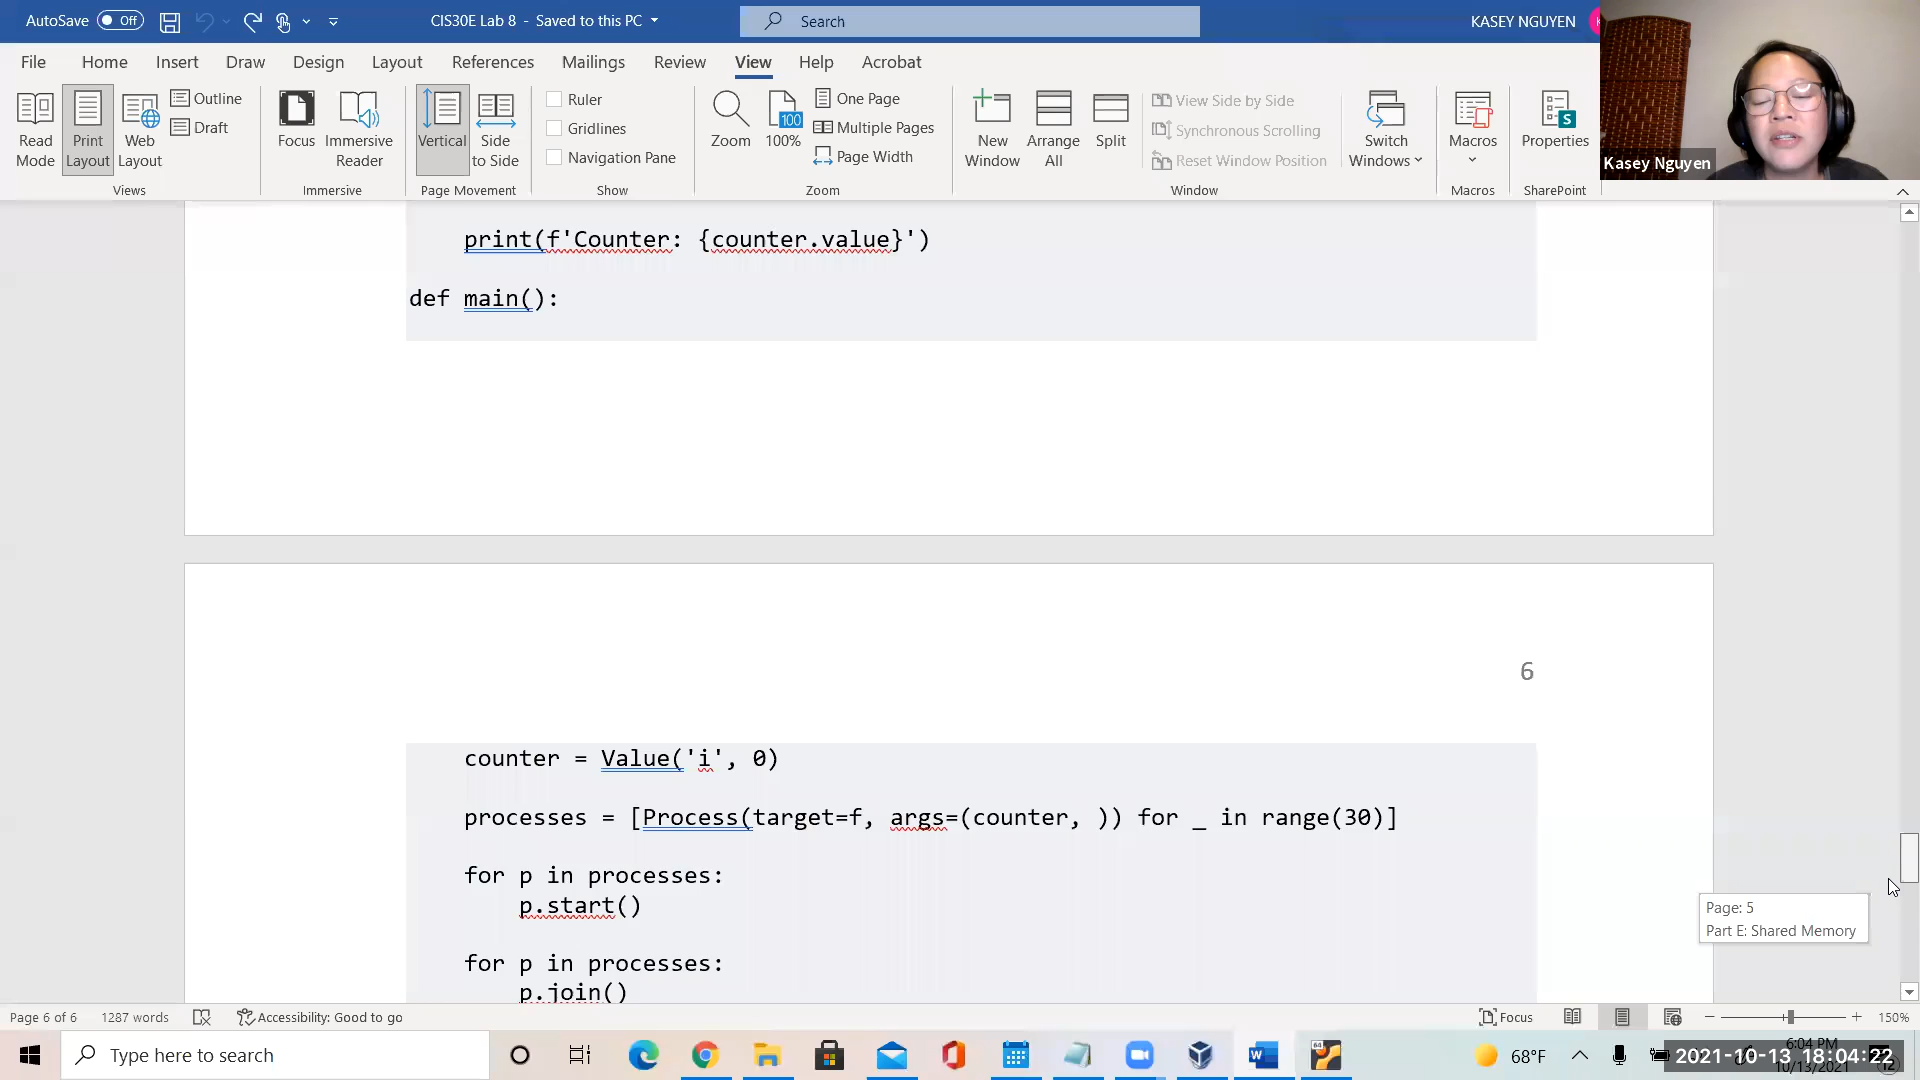 AutoSave Off CIS30E Lab 8 - Saved to this PC Search KASEY NGUYEN
File Home Insert Draw Design Layout References Mailings Review View Help Acrobat
Read Mode
Print Layout
Web Layout
Outline
Draft
Views
Focus
Immersive Reader
Immersive
Vertical
Side to Side
Page Movement
Ruler
Gridlines
Navigation Pane
Show
Zoom
100
100%
One Page
Multiple Pages
Page Width
Zoom
New Window
Arrange All
Split
View Side by Side
Synchronous Scrolling
Reset Window Position
Switch Windows
Window
Macros
Macros
Properties
SharePoint
Kasey Nguyen
print(f'Counter: {counter.value}')
def main():
6
counter = Value('i', 0)
processes = [Process(target=f, args=(counter, )) for _ in range(30)]
for p in processes:
p.start()
for p in processes:
p.join()
Page: 5
Part E: Shared Memory
Page 6 of 6 1287 words Accessibility: Good to go Focus 150%
Type here to search 68°F 6:04 PM
2021-10-13 18:04:22